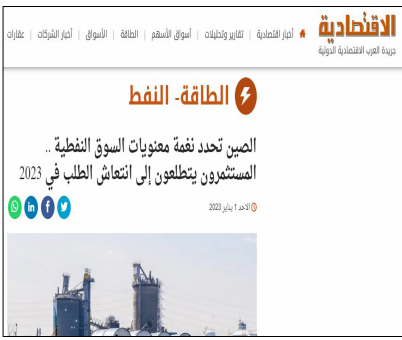 الاقتصادية
جريدة العرب الاقتصادية الدولية
أخبار اقتصادية | تقارير وتحليلات | أسواق الأسهم | الطاقة | الأسواق | أخبار الشركات | عقارات
الطاقة- النفط
الصين تحدد نغمة معنويات السوق النفطية ..
المستثمرون يتطلعون إلى انتعاش الطلب في 2023
الاحد 1 يناير 2023